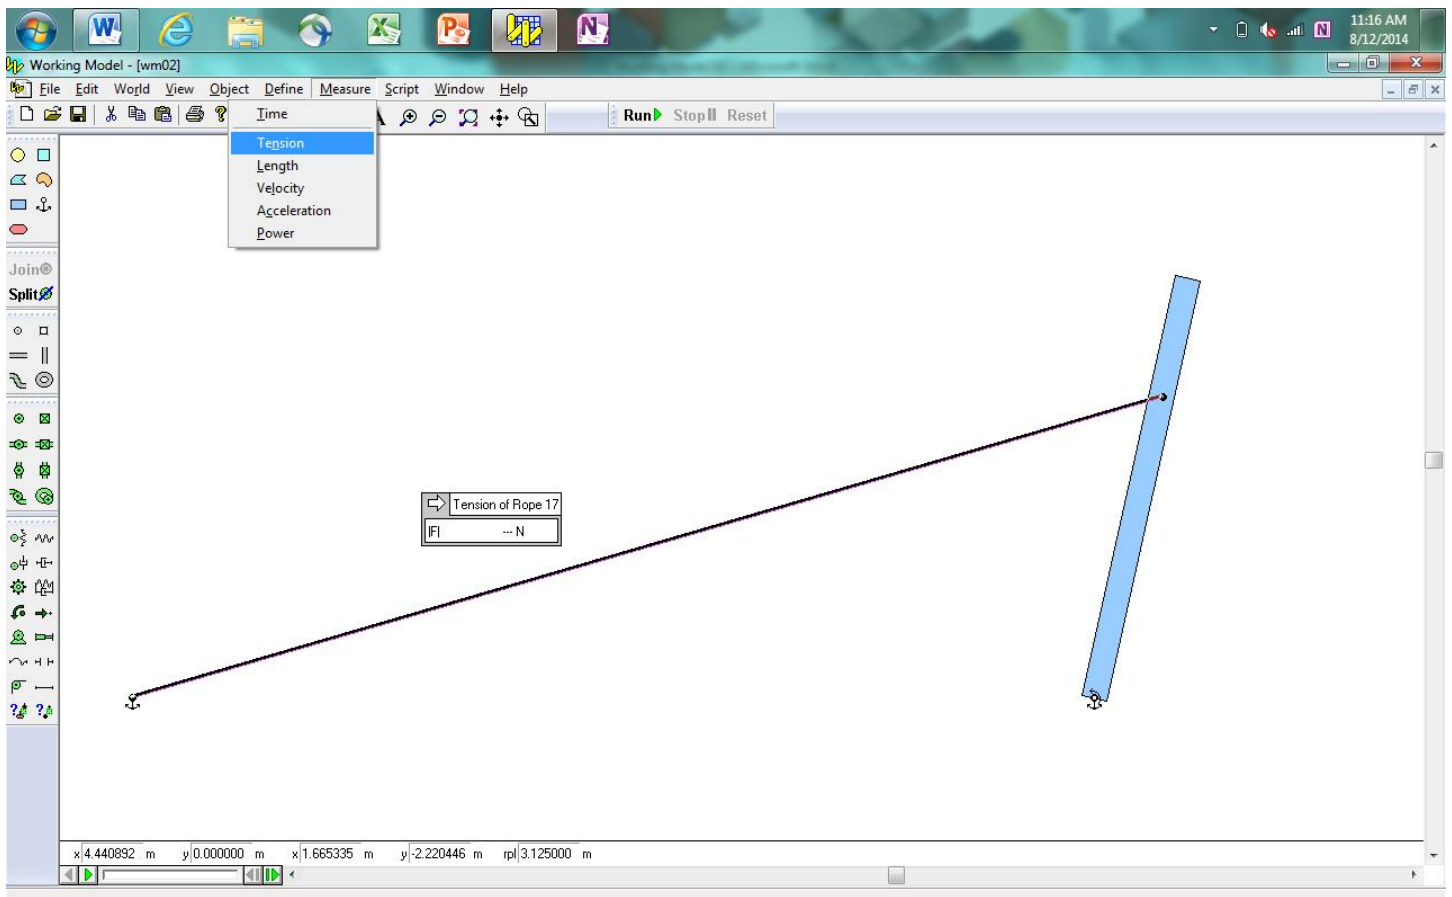 11:16 AM
8/12/2014
Working Model - [wm02]
File Edit World View Object Define Measure Script Window Help
Run Stop Reset
Time
Tension
Length
Velocity
Acceleration
Power
Join
Split
Tension of Rope 17
|F| --- N
x 4.440892 m y 0.000000 m x 1.665335 m y -2.220446 m rpl 3.125000 m